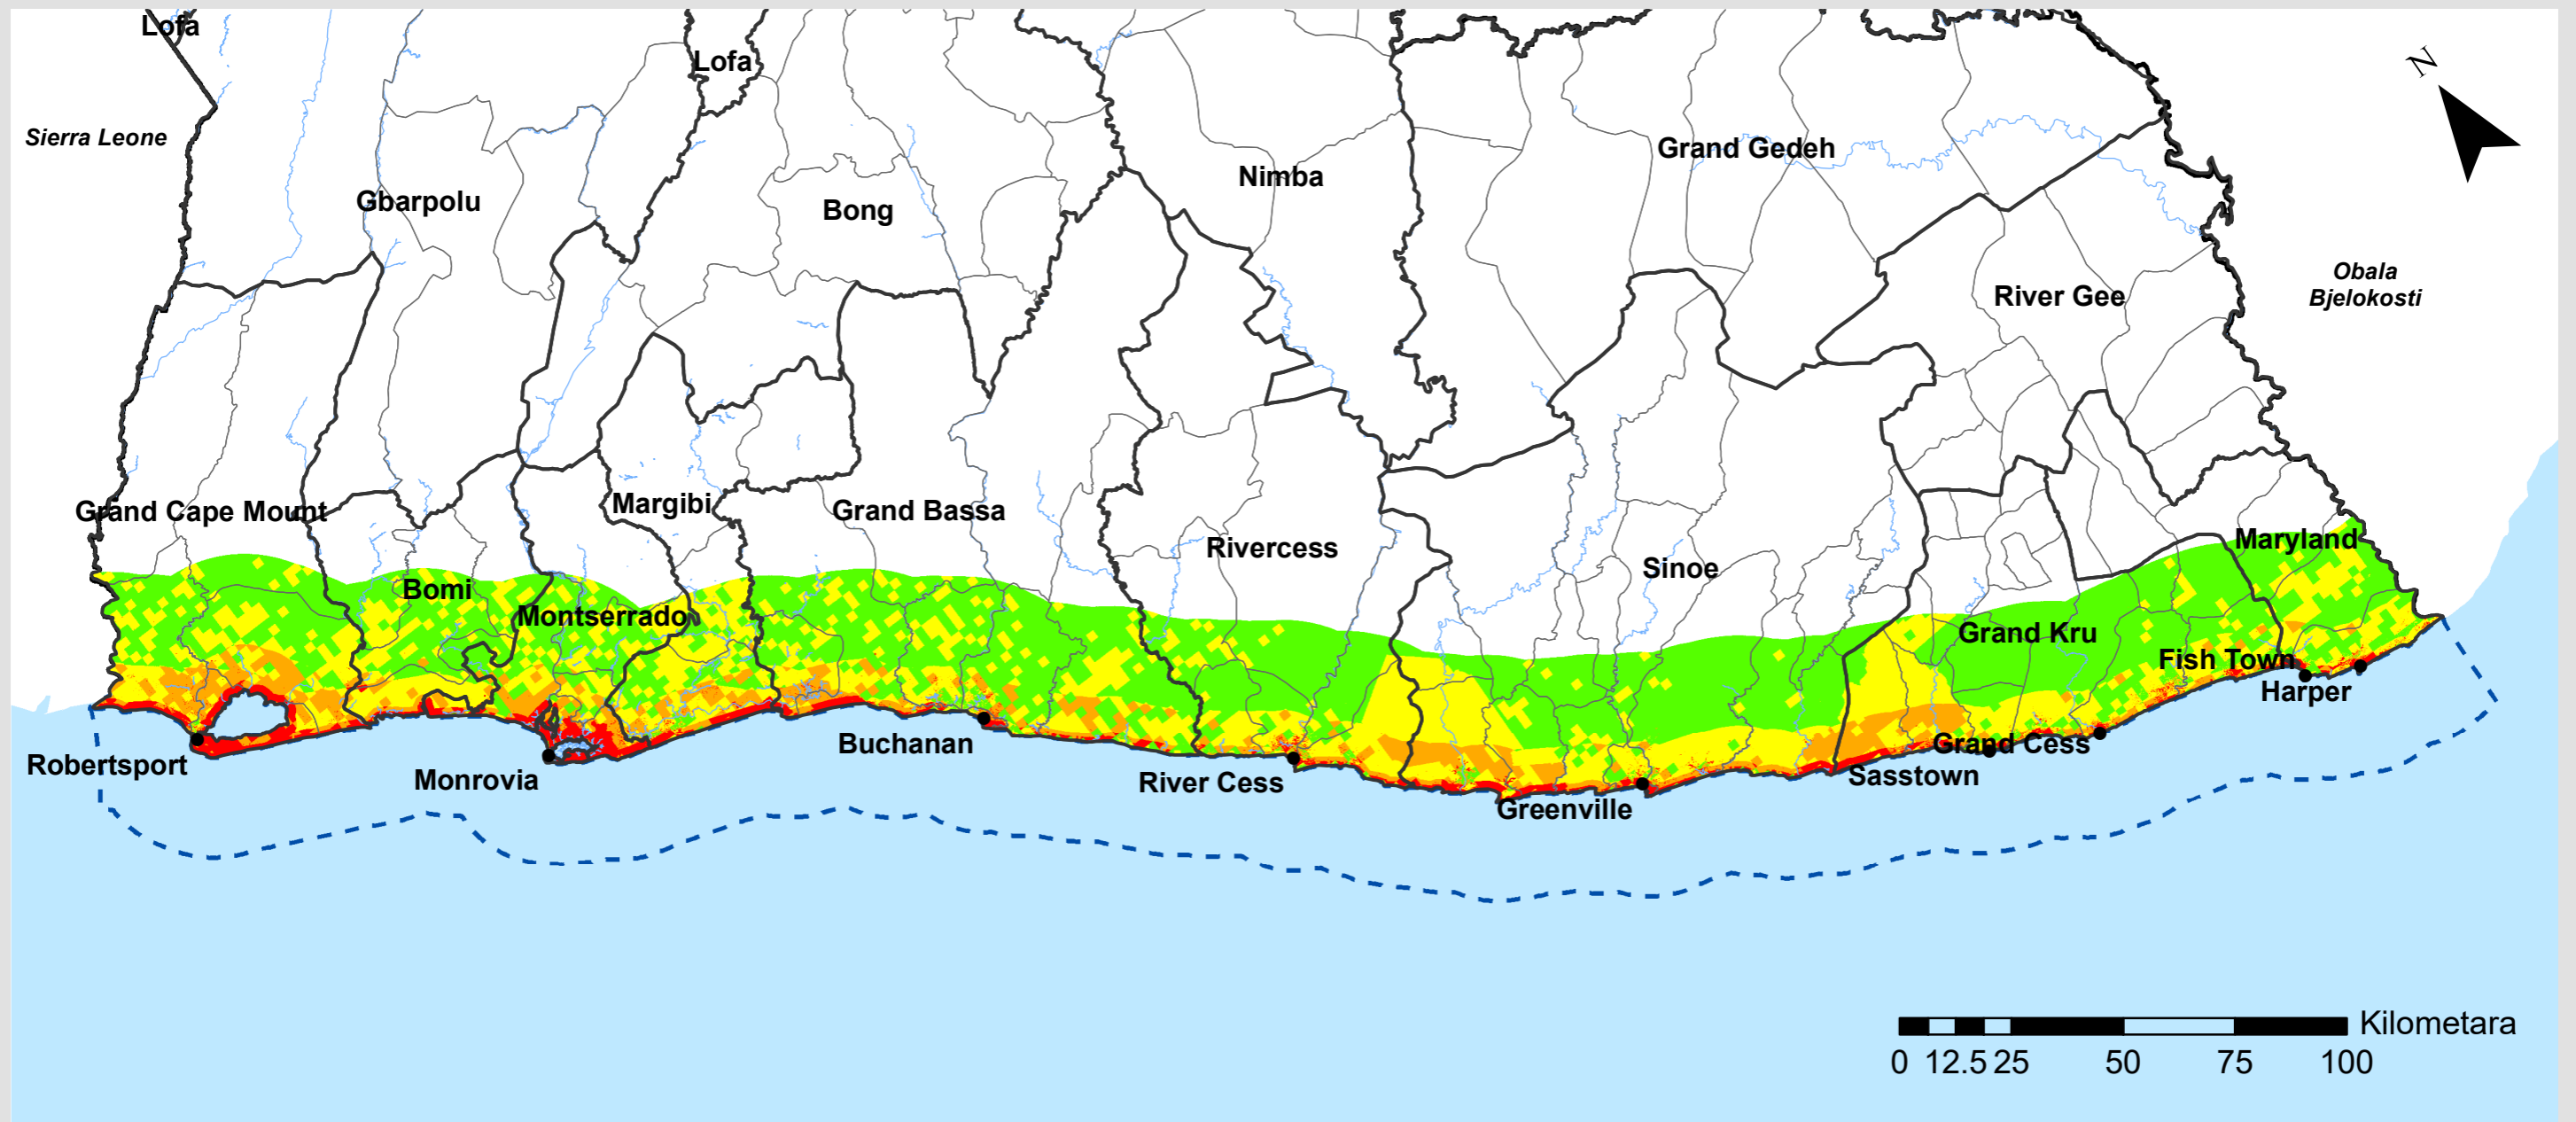 Lofa
Lofa
N
Sierra Leone
Grand Gedeh
Nimba
Gbarpolu
Bong
Obala
Bjelokosti
River Gee
Grand Cape Mount
Margibi
Grand Bassa
Rivercess
Maryland
Sinoe
Bomi
Montserrado
Grand Kru
Fish Town
Harper
Robertsport
Monrovia
Buchanan
River Cess
Grand Cess
Sasstown
Greenville
Kilometara
0 12.5 25 50 75 100